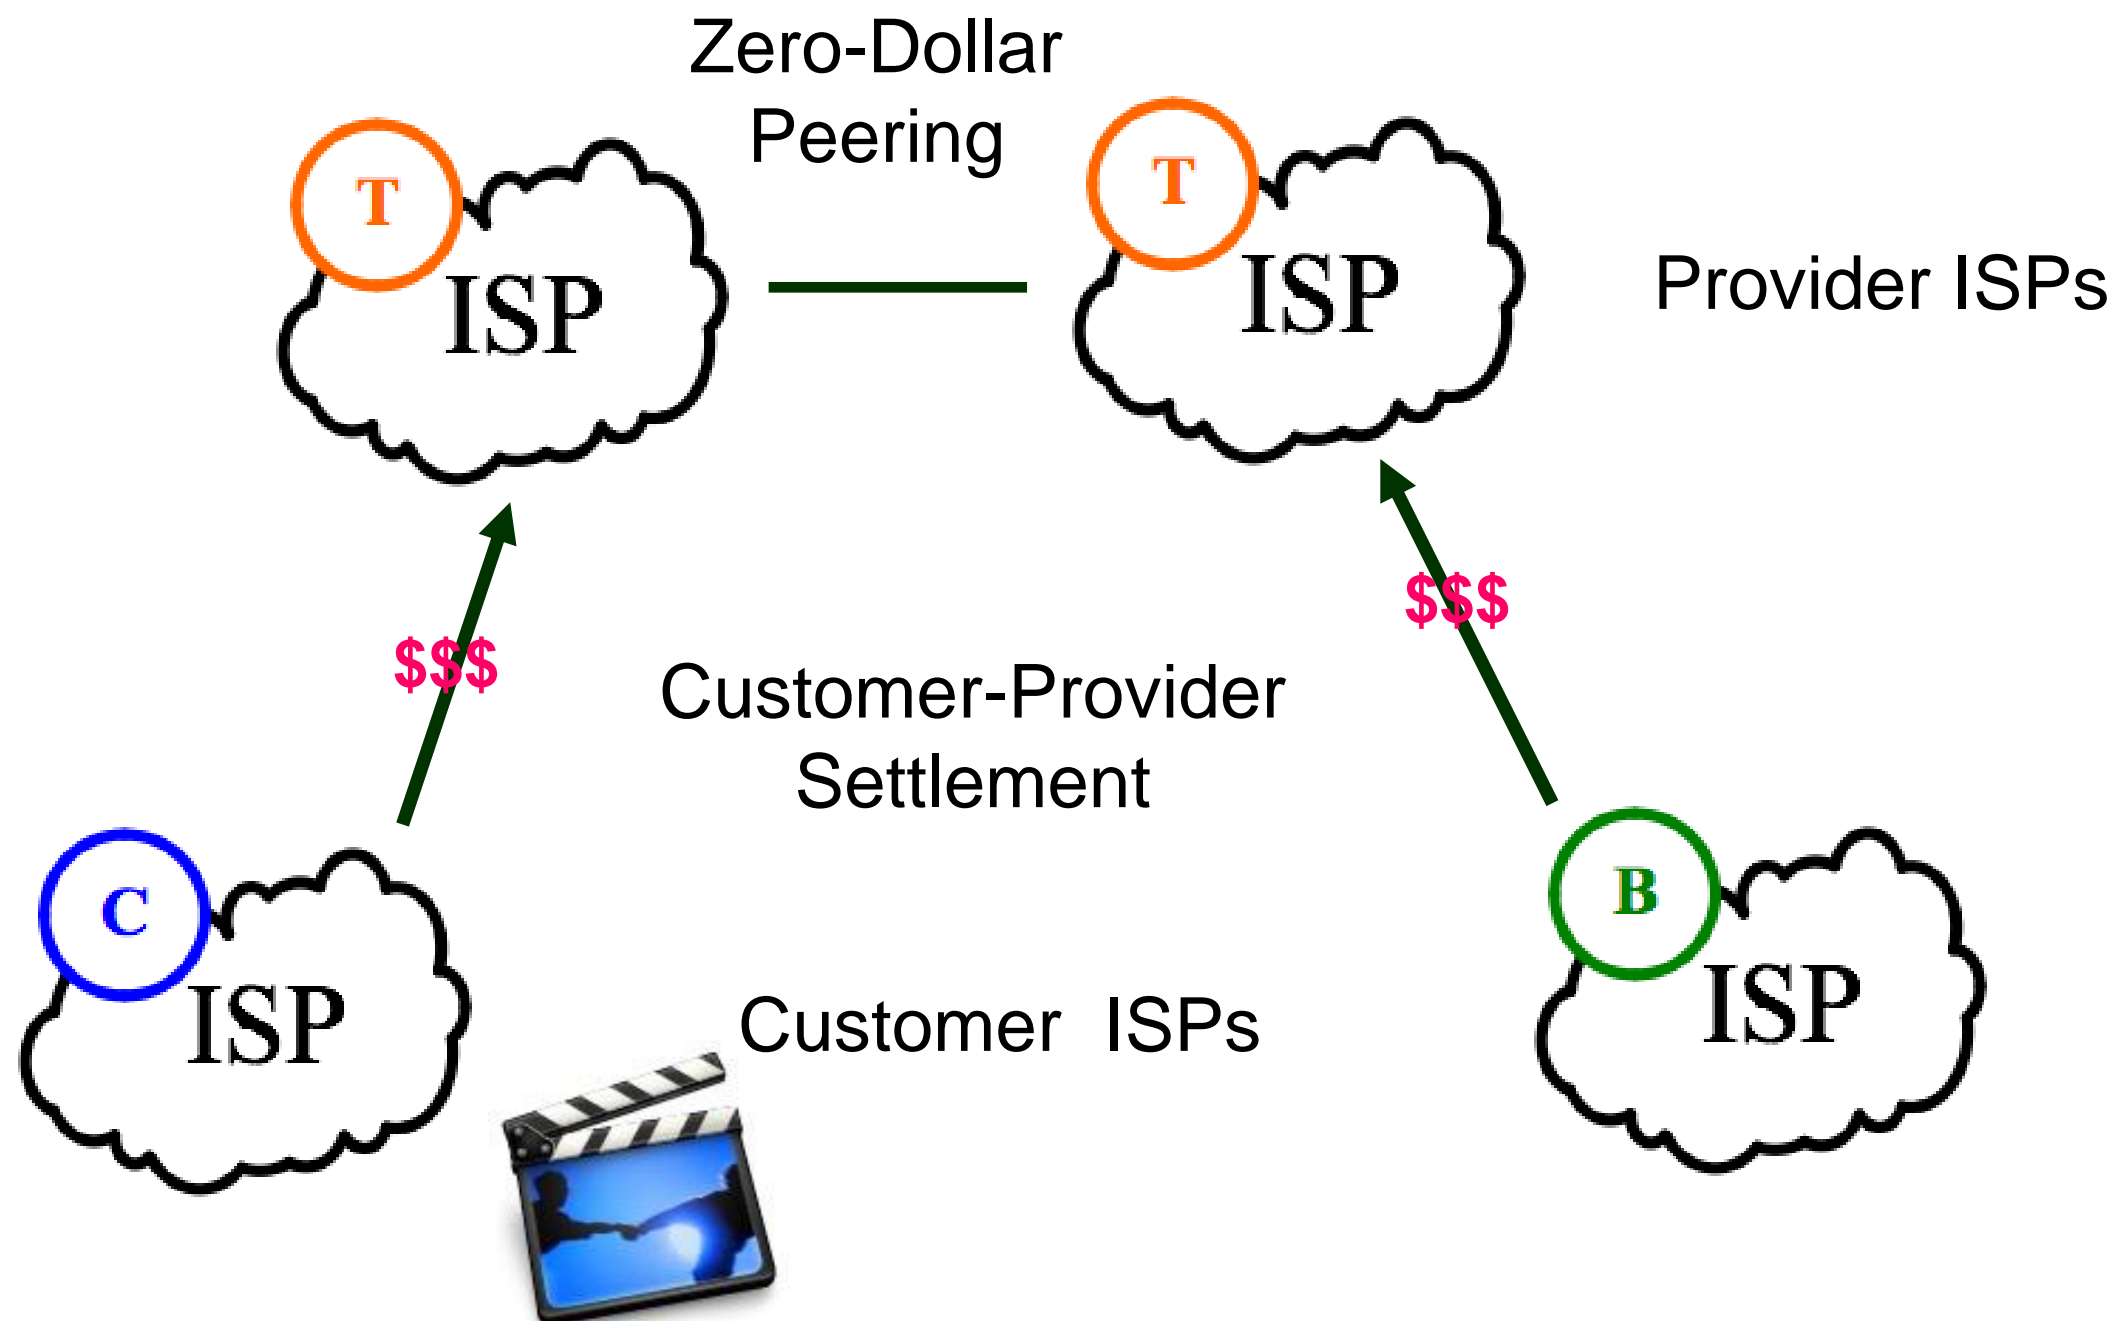 Zero-Dollar
Peering
T
ISP
T
ISP
Provider ISPs
$$$
$$$
Customer-Provider
Settlement
C
ISP
Customer  ISPs
B
ISP